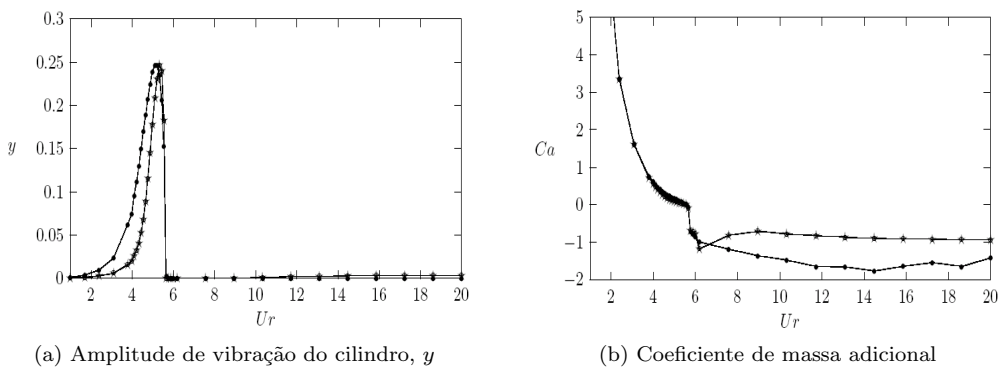 0.3
0.25
0.2
0.15
0.1
0.05
0
y
2 4 6 8 10 12 14 16 18 20
Ur
(a) Amplitude de vibração do cilindro, y
5
4
3
2
1
0
−1
−2
Ca
2 4 6 8 10 12 14 16 18 20
Ur
(b) Coeficiente de massa adicional